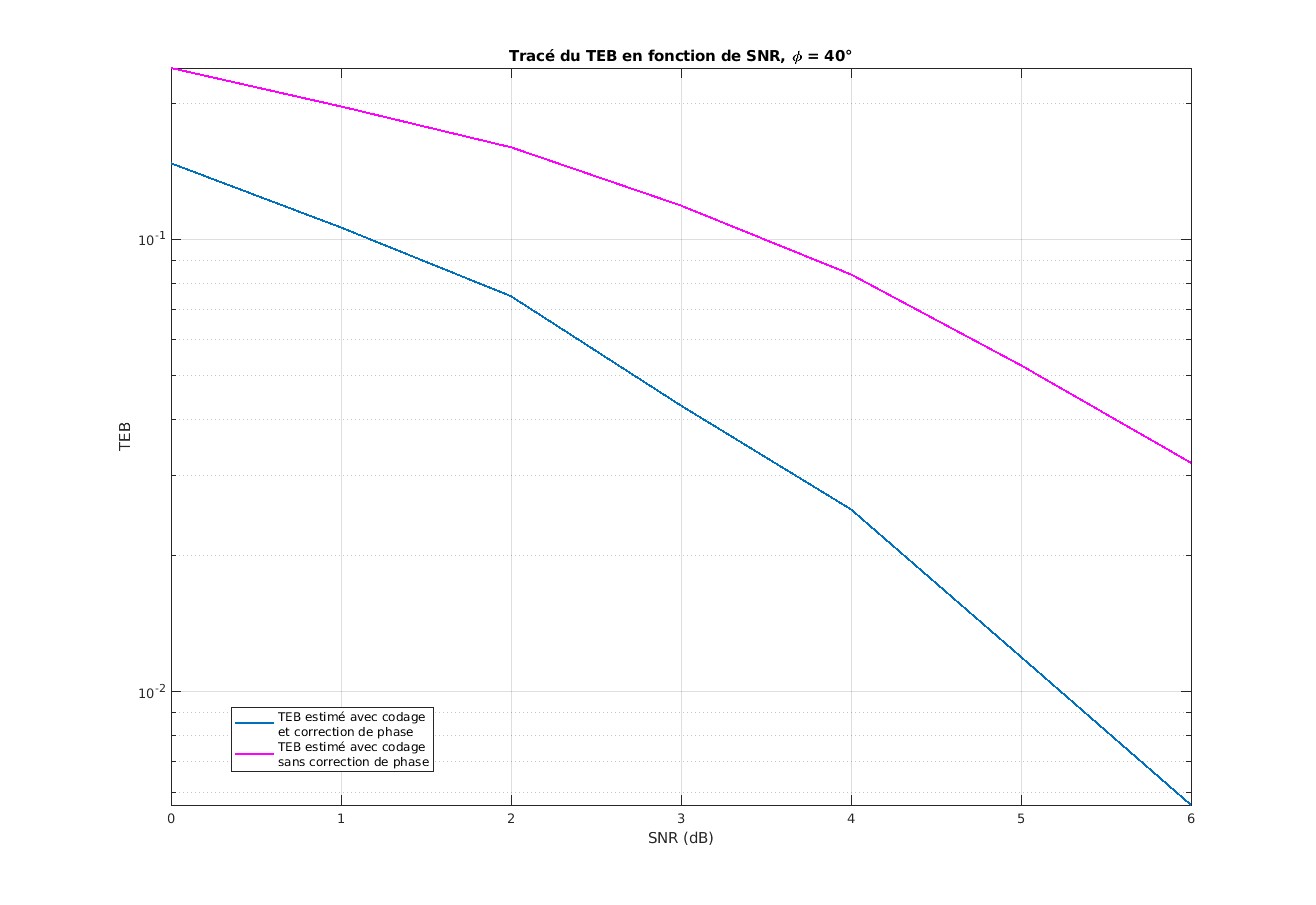 Tracé du TEB en fonction de SNR, ϕ = 40°
10⁻¹
TEB
10⁻²
TEB estimé avec codage
et correction de phase
TEB estimé avec codage
sans correction de phase
0 1 2 3 4 5 6
SNR (dB)